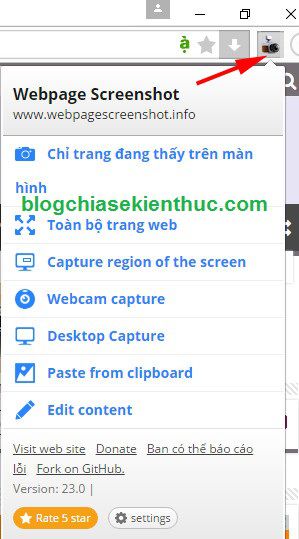 ả
Webpage Screenshot
www.webpagescreenshot.info
Chỉ trang đang thấy trên màn
hình
blogchiasekienthuc.com
Toàn bộ trang web
Capture region of the screen
Webcam capture
Desktop Capture
Paste from clipboard
Edit content
Visit web site Donate Bạn có thể báo cáo
lỗi Fork on GitHub.
Version: 23.0 |
Rate 5 star settings